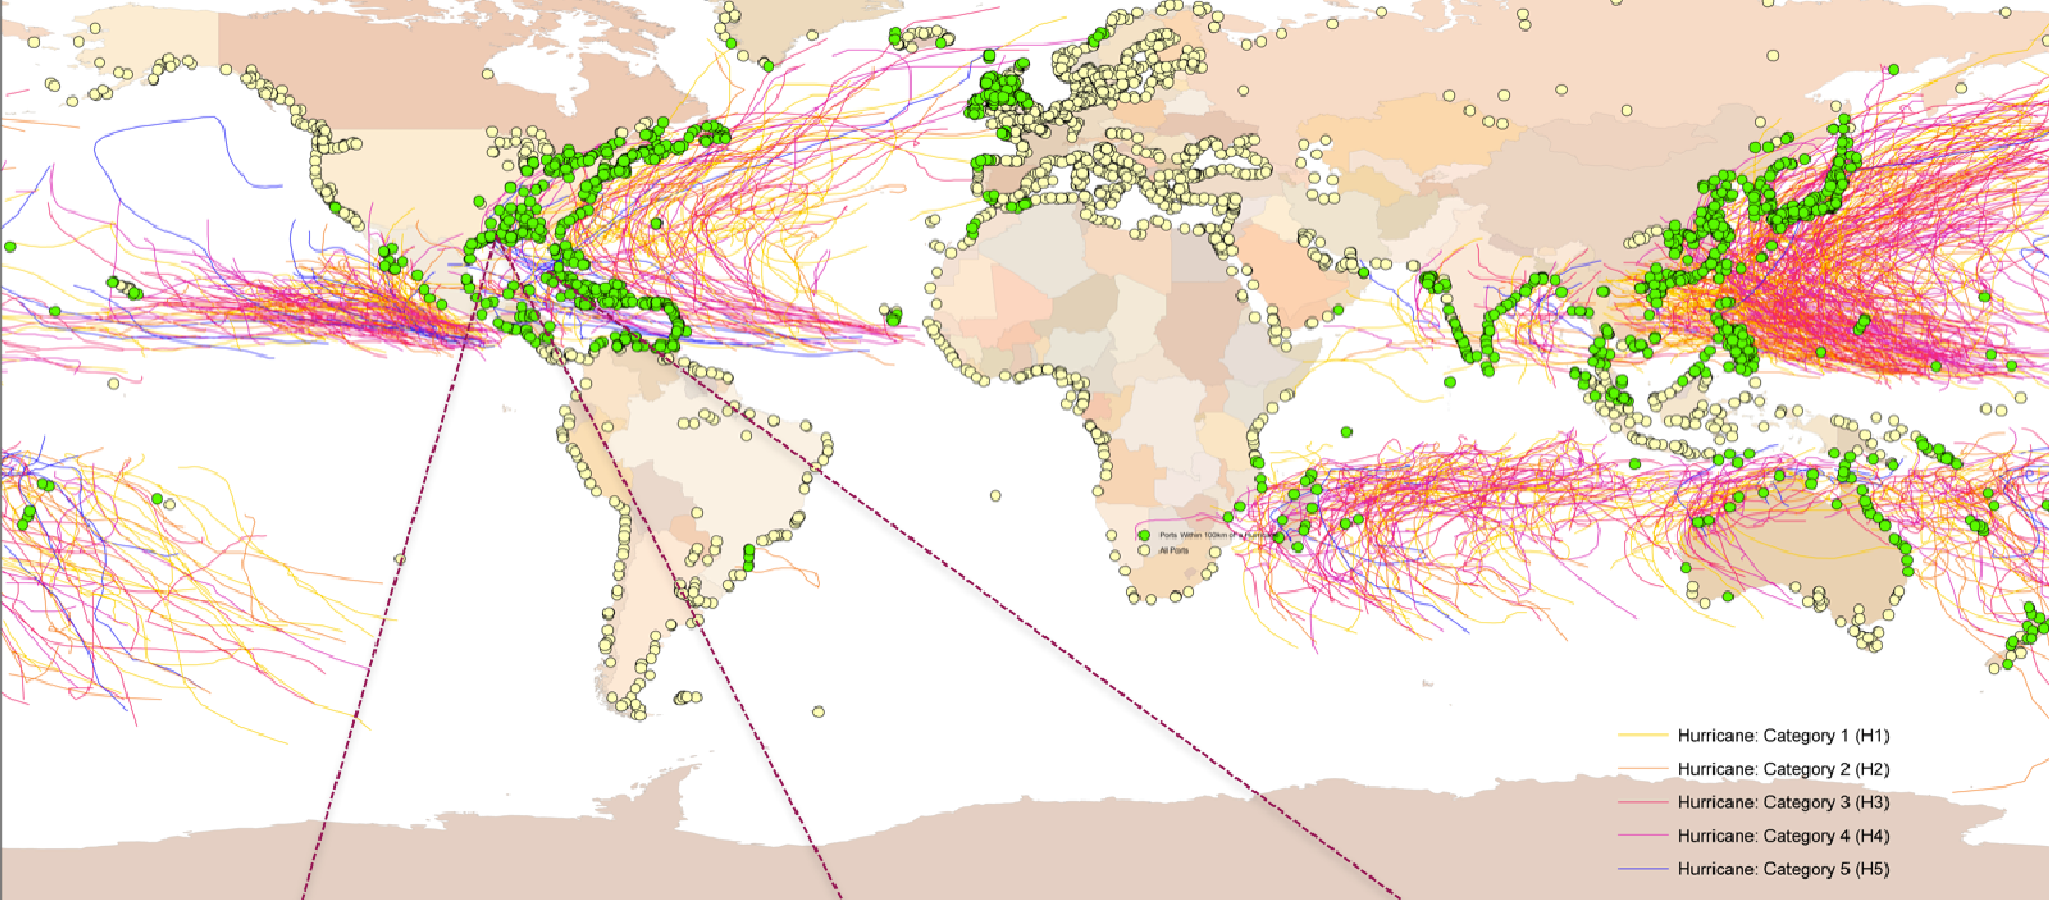 Ports Within 100km of a Hurricane
All Ports
Hurricane: Category 1 (H1)
Hurricane: Category 2 (H2)
Hurricane: Category 3 (H3)
Hurricane: Category 4 (H4)
Hurricane: Category 5 (H5)